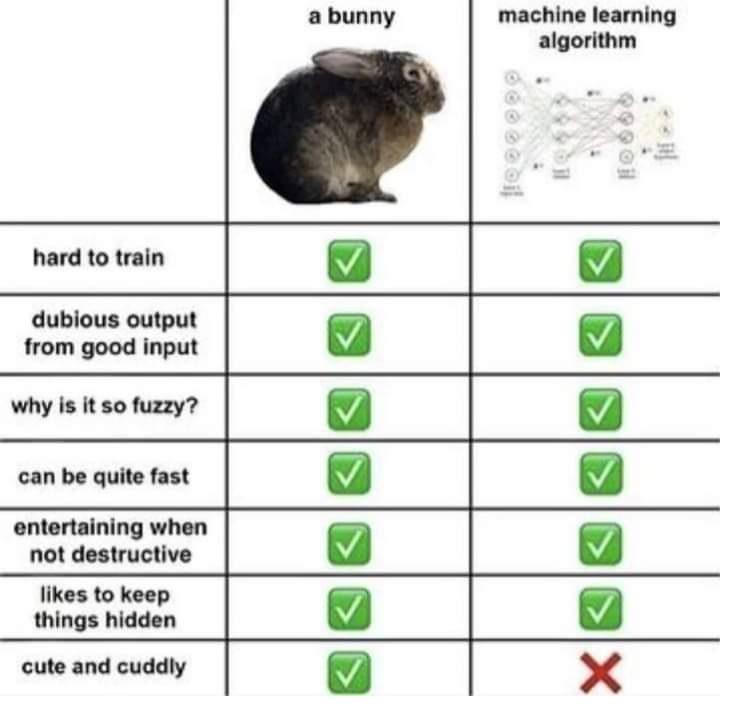 a bunny
machine learning
algorithm
hard to train
dubious output
from good input
why is it so fuzzy?
can be quite fast
entertaining when
not destructive
likes to keep
things hidden
cute and cuddly